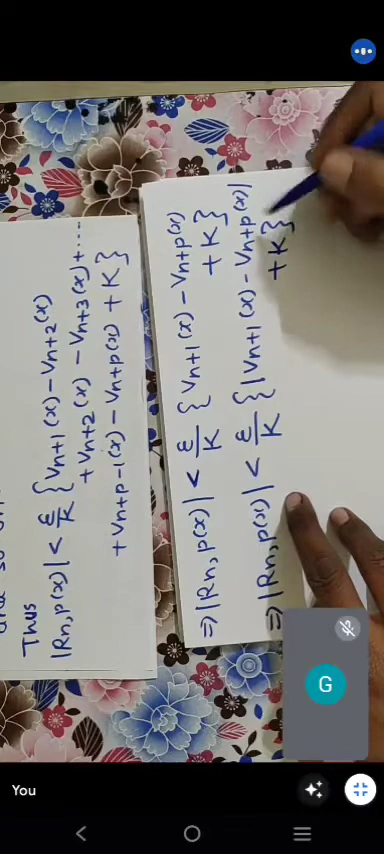 Thus
|Rn,p(x)| < ε/K { Vn+1(x) - Vn+2(x)
+ Vn+2(x) - Vn+3(x) + ....
+ Vn+p-1(x) - Vn+p(x) + K }
⇒ |Rn,p(x)| < ε/K { Vn+1(x) - Vn+p(x)
+ K }
⇒ |Rn,p(x)| < ε/K { |Vn+1(x) - Vn+p(x)|
+ K }
G
You